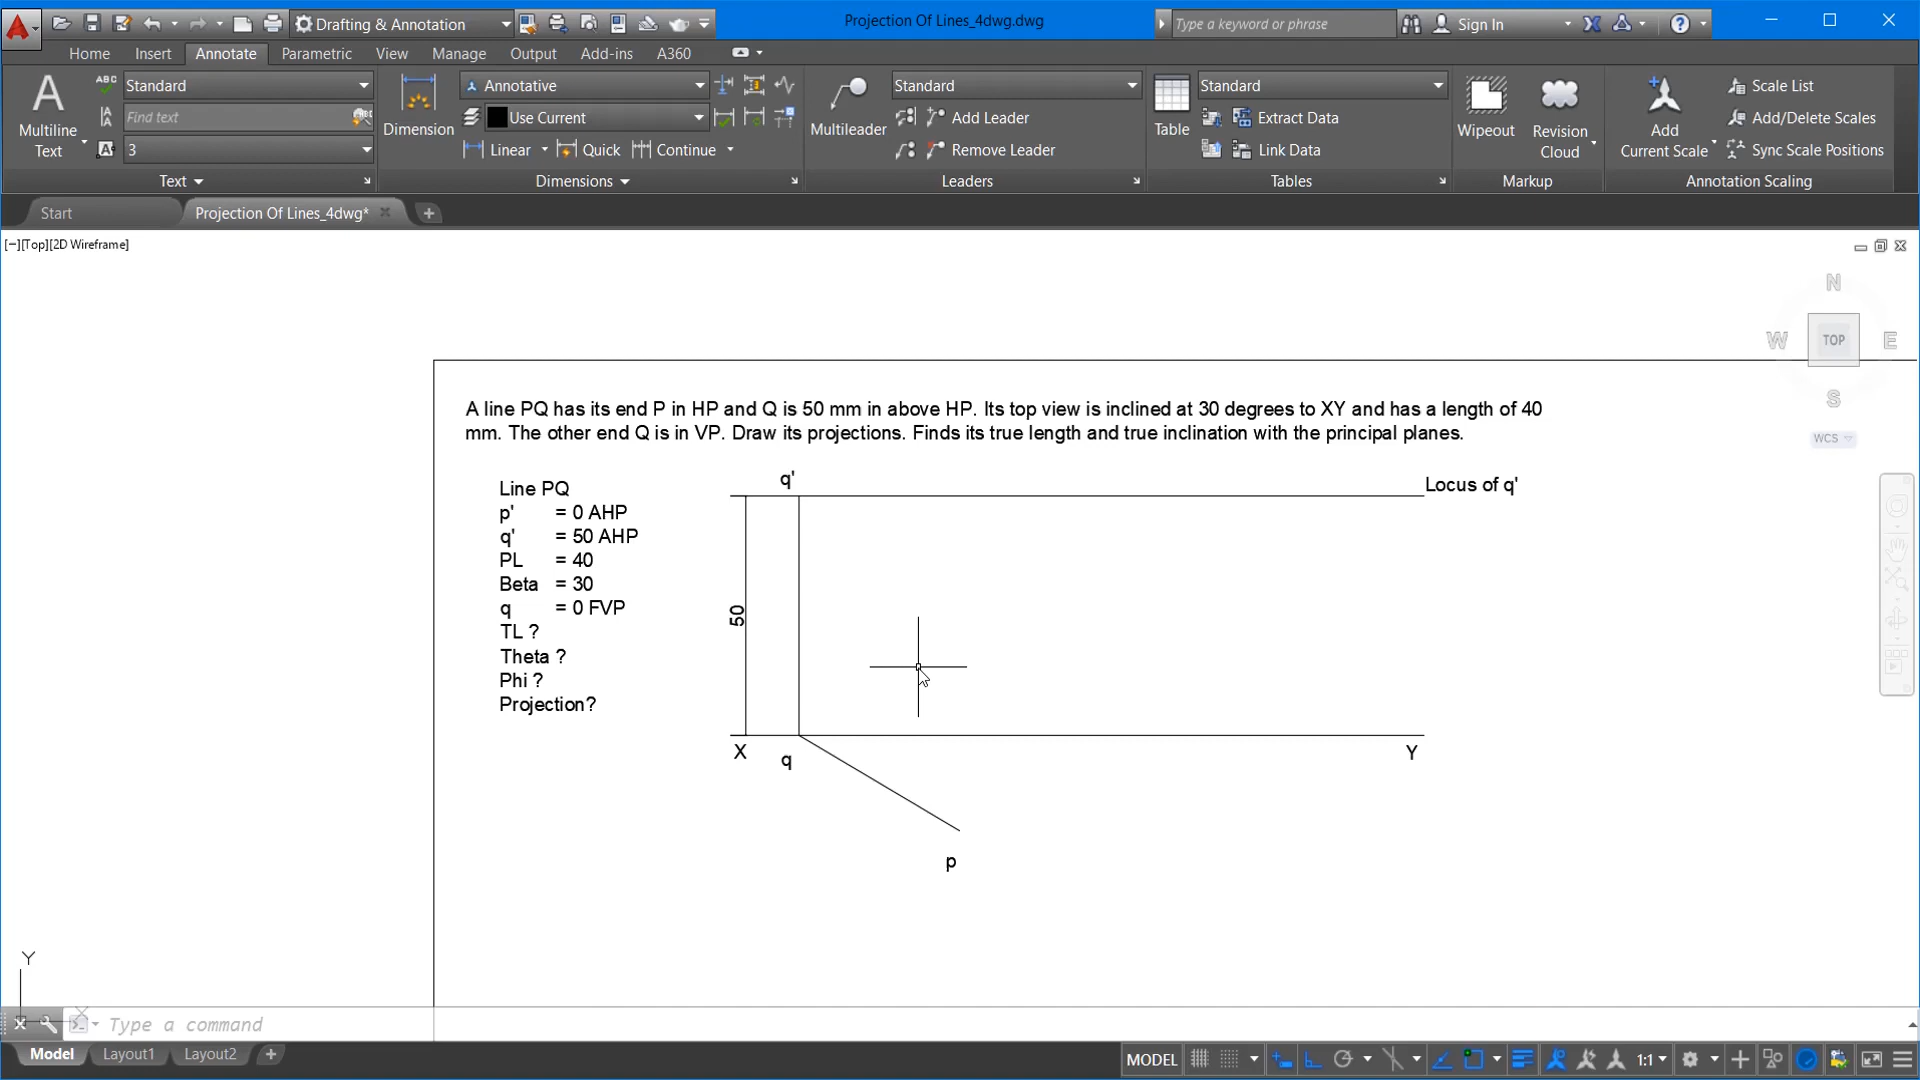 Drafting & Annotation
Projection Of Lines_4dwg.dwg
Type a keyword or phrase
Sign In
Home Insert Annotate Parametric View Manage Output Add-ins A360
Multiline Text
ABC
Standard
Find text
3
Text
Dimension
Annotative
Use Current
Linear Quick Continue
Dimensions
Multileader
Standard
Add Leader
Remove Leader
Leaders
Table
Standard
Extract Data
Link Data
Tables
Wipeout
Revision Cloud
Markup
Add Current Scale
Scale List
Add/Delete Scales
Sync Scale Positions
Annotation Scaling
Start
Projection Of Lines_4dwg*
[−][Top][2D Wireframe]
N
W TOP E
S
WCS
A line PQ has its end P in HP and Q is 50 mm in above HP. Its top view is inclined at 30 degrees to XY and has a length of 40
mm. The other end Q is in VP. Draw its projections. Finds its true length and true inclination with the principal planes.
Line PQ
p' = 0 AHP
q' = 50 AHP
PL = 40
Beta = 30
q = 0 FVP
TL ?
Theta ?
Phi ?
Projection?
q'
Locus of q'
50
X
q
Y
p
Y
X
Type a command
Model Layout1 Layout2
MODEL
1:1